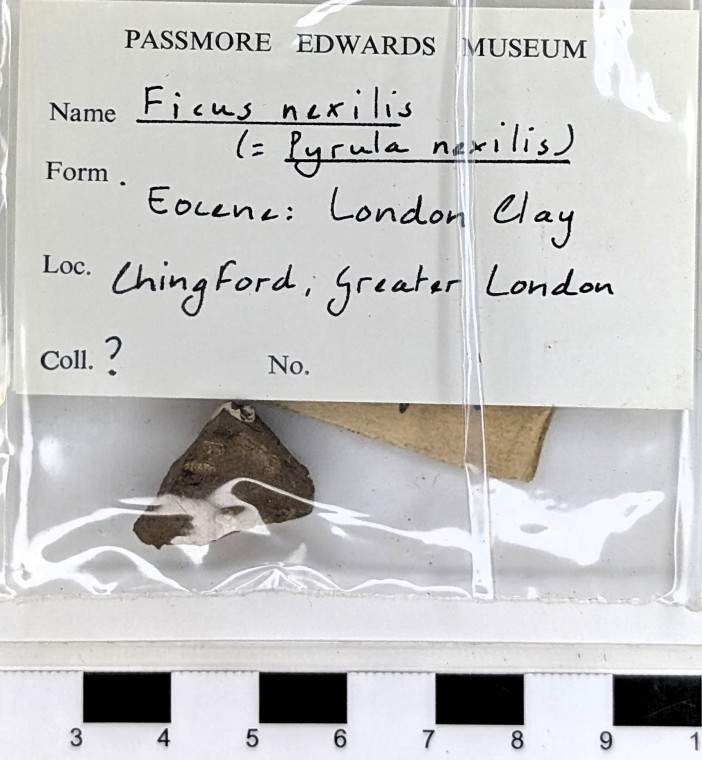 PASSMORE EDWARDS MUSEUM
Name Ficus nexilis
(= Pyrula nexilis)
Form .
Eocene: London Clay
Loc. Chingford, Greater London
Coll. ? No.
3 4 5 6 7 8 9 1